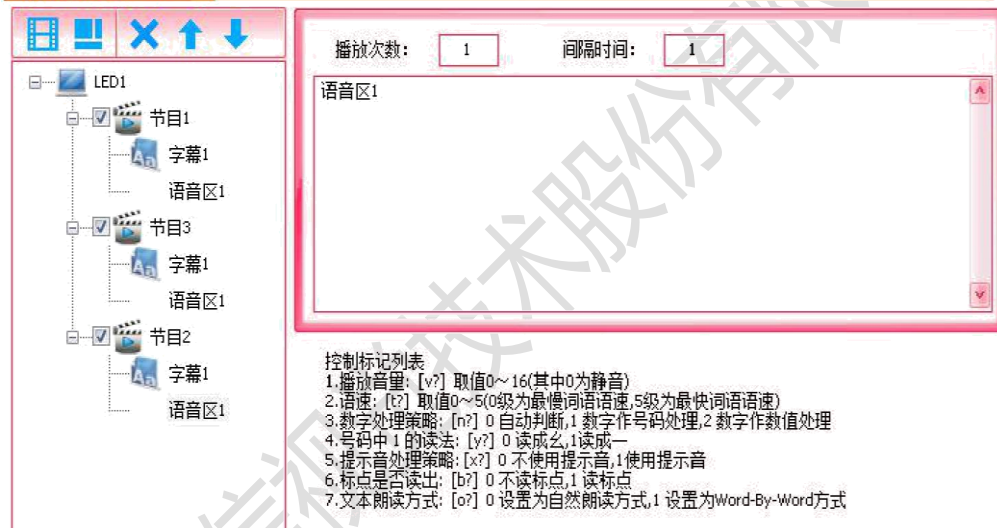 播放次数: 1 间隔时间: 1
LED1
节目1
字幕1
语音区1
节目3
字幕1
语音区1
节目2
字幕1
语音区1
语音区1
控制标记列表
1.播放音量: [v?] 取值0~16(其中0为静音)
2.语速: [t?] 取值0~5(0级为最慢词语语速,5级为最快词语语速)
3.数字处理策略: [n?] 0 自动判断,1 数字作号码处理,2 数字作数值处理
4.号码中 1 的读法: [y?] 0 读成幺,1读成一
5.提示音处理策略: [x?] 0 不使用提示音,1使用提示音
6.标点是否读出: [b?] 0 不读标点,1 读标点
7.文本朗读方式: [o?] 0 设置为自然朗读方式,1 设置为Word-By-Word方式
信视 技术股份有限